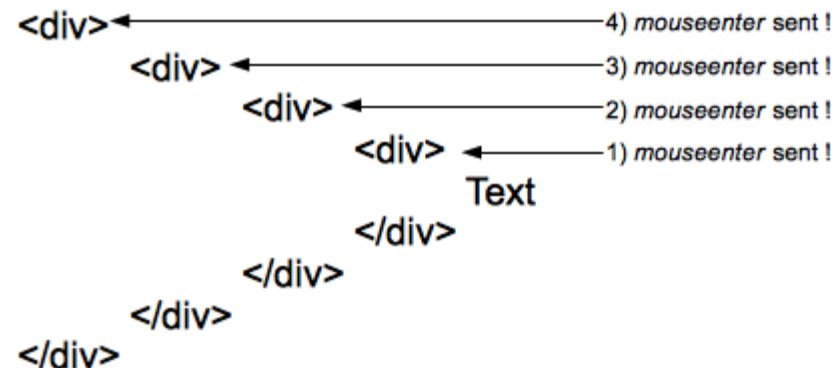 <div> 4) mouseenter sent !
<div> 3) mouseenter sent !
<div> 2) mouseenter sent !
<div> 1) mouseenter sent !
Text
</div>
</div>
</div>
</div>